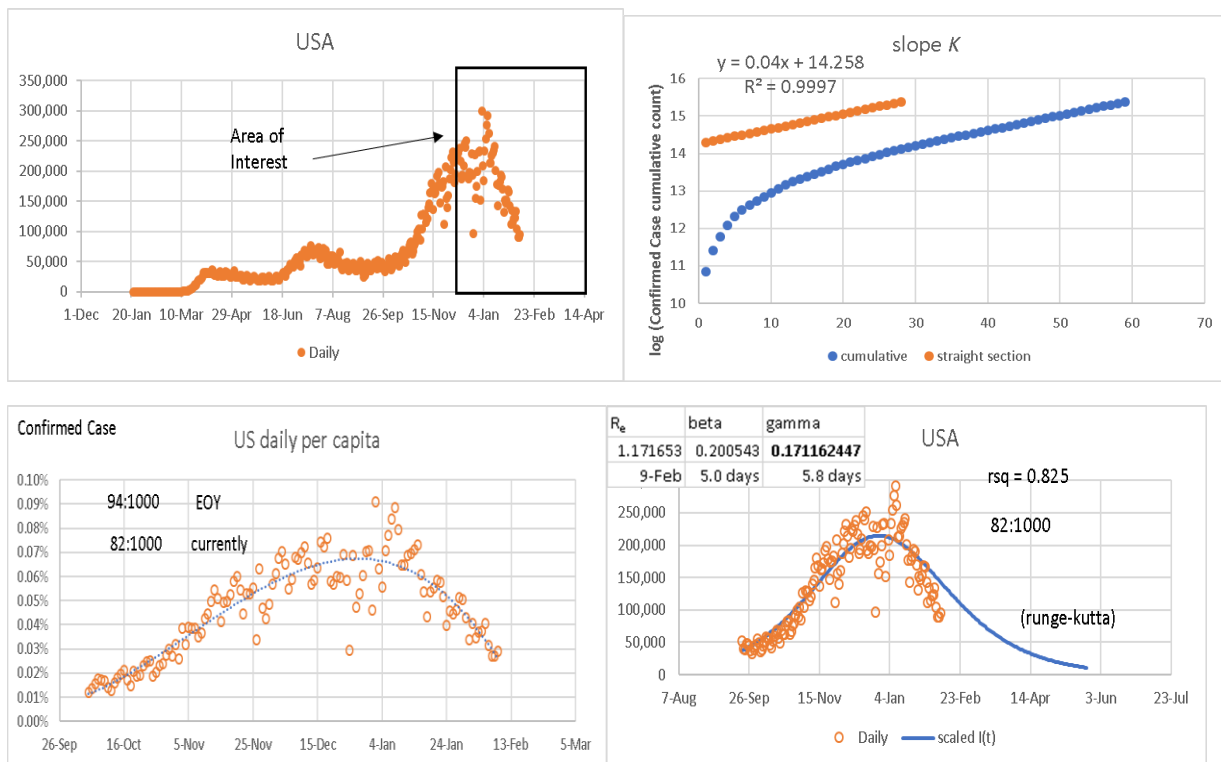 USA
350,000
300,000
250,000
200,000
150,000
100,000
50,000
0
Area of
Interest
1-Dec 20-Jan 10-Mar 29-Apr 18-Jun 7-Aug 26-Sep 15-Nov 4-Jan 23-Feb 14-Apr
Daily
slope K
y = 0.04x + 14.258
R² = 0.9997
log (Confirmed Case cumulative count)
16
15
14
13
12
11
10
0 10 20 30 40 50 60 70
cumulative straight section
Confirmed Case
US daily per capita
0.10%
0.09%
0.08%
0.07%
0.06%
0.05%
0.04%
0.03%
0.02%
0.01%
0.00%
94:1000 EOY
82:1000 currently
26-Sep 16-Oct 5-Nov 25-Nov 15-Dec 4-Jan 24-Jan 13-Feb 5-Mar
Re beta gamma
1.171653 0.200543 0.171162447
9-Feb 5.0 days 5.8 days
USA
rsq = 0.825
82:1000
(runge-kutta)
250,000
200,000
150,000
100,000
50,000
0
7-Aug 26-Sep 15-Nov 4-Jan 23-Feb 14-Apr 3-Jun 23-Jul
Daily scaled I(t)